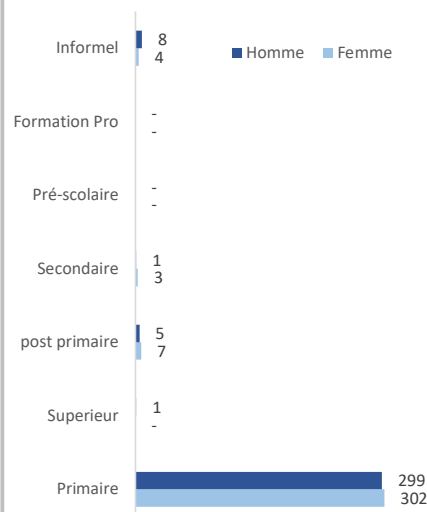 Informel
8
4
Homme Femme
Formation Pro
-
-
Pré-scolaire
-
-
Secondaire
1
3
post primaire
5
7
Superieur
1
-
Primaire
299
302